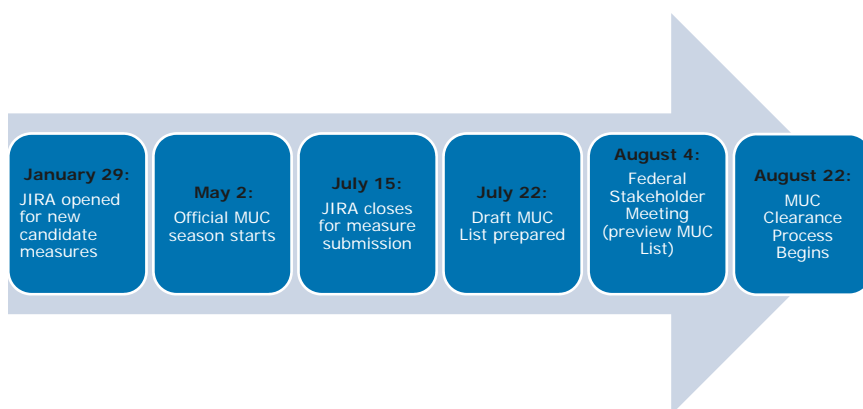 January 29:
JIRA opened
for new
candidate
measures
May 2:
Official MUC
season starts
July 15:
JIRA closes
for measure
submission
July 22:
Draft MUC
List prepared
August 4:
Federal
Stakeholder
Meeting
(preview MUC
List)
August 22:
MUC
Clearance
Process
Begins